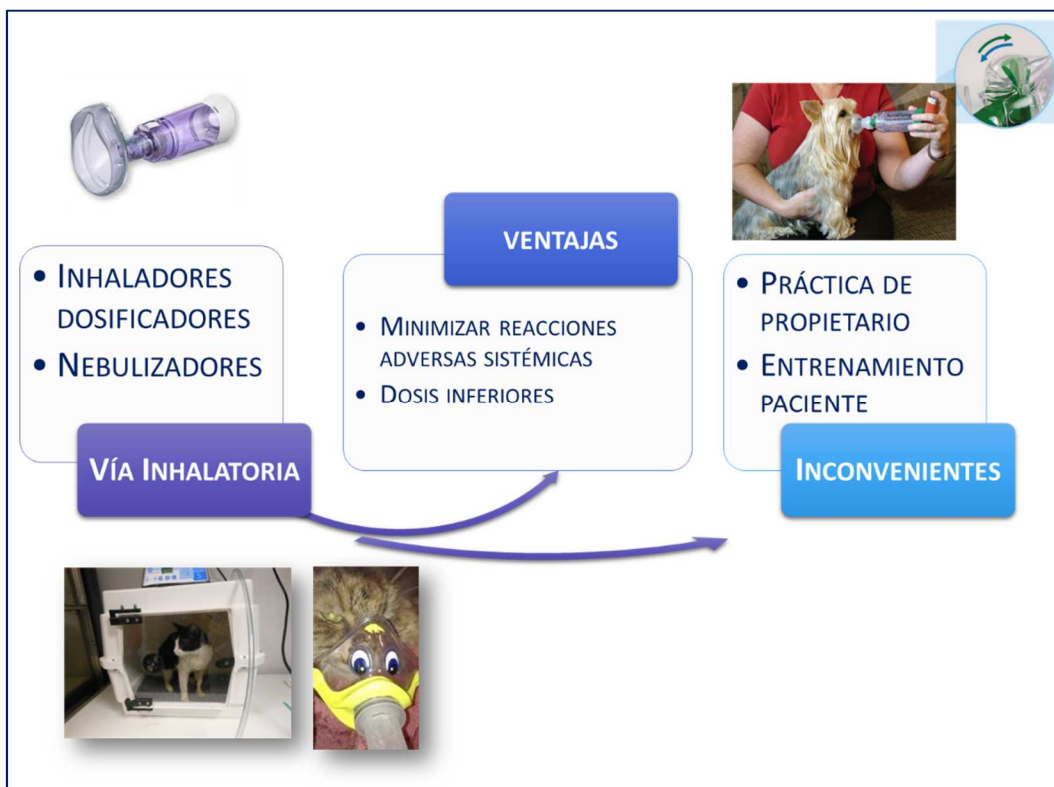 • INHALADORES
DOSIFICADORES
• NEBULIZADORES
VÍA INHALATORIA
VENTAJAS
• MINIMIZAR REACCIONES
ADVERSAS SISTÉMICAS
• DOSIS INFERIORES
• PRÁCTICA DE
PROPIETARIO
• ENTRENAMIENTO
PACIENTE
INCONVENIENTES